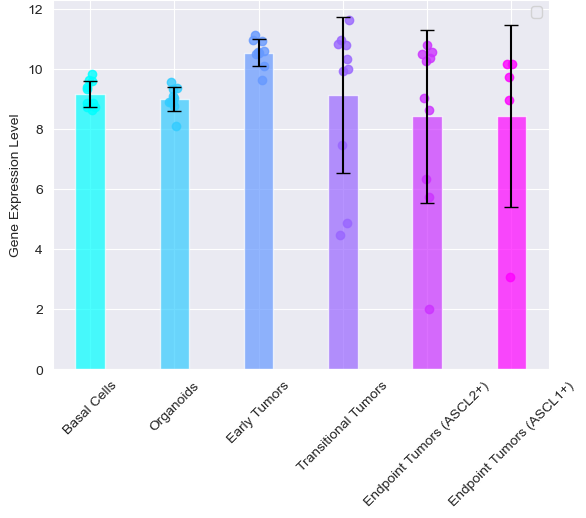 Gene Expression Level
12
10
8
6
4
2
0
Basal Cells
Organoids
Early Tumors
Transitional Tumors
Endpoint Tumors (ASCL2+)
Endpoint Tumors (ASCL1+)